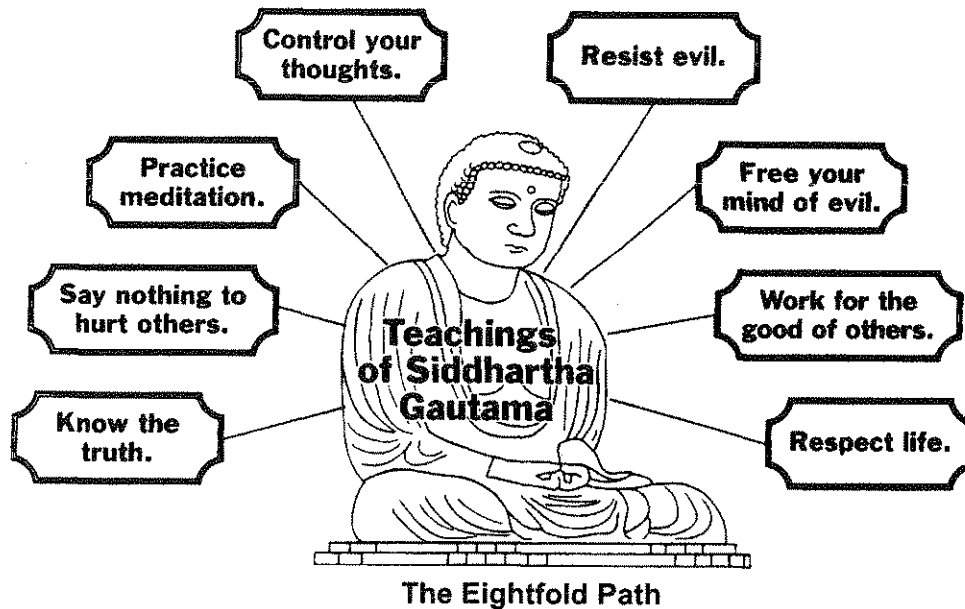 Control your
thoughts.
Resist evil.
Practice
meditation.
Free your
mind of evil.
Say nothing to
hurt others.
Work for the
good of others.
Teachings
of Siddhartha
Gautama
Know the
truth.
Respect life.
The Eightfold Path